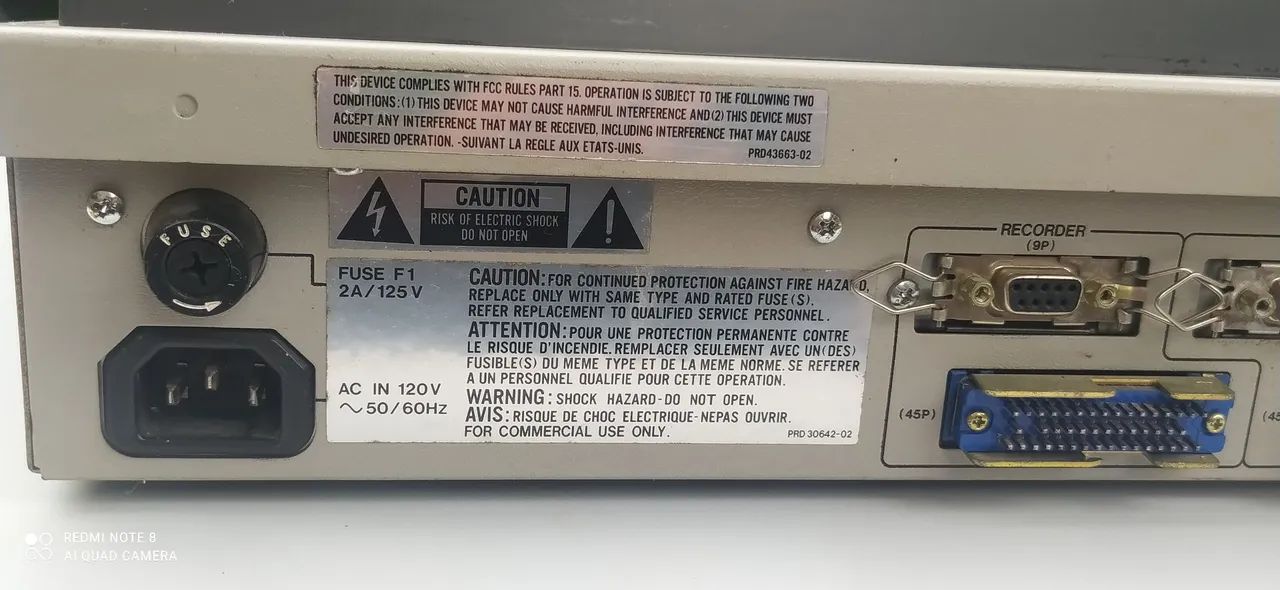 THIS DEVICE COMPLIES WITH FCC RULES PART 15. OPERATION IS SUBJECT TO THE FOLLOWING TWO
CONDITIONS:(1) THIS DEVICE MAY NOT CAUSE HARMFUL INTERFERENCE AND(2) THIS DEVICE MUST
ACCEPT ANY INTERFERENCE THAT MAY BE RECEIVED, INCLUDING INTERFERENCE THAT MAY CAUSE
UNDESIRED OPERATION. -SUIVANT LA REGLE AUX ETATS-UNIS.
PRD43663-02
CAUTION
RISK OF ELECTRIC SHOCK
DO NOT OPEN
FUSE
RECORDER
(9P)
FUSE F1
2A/125V
CAUTION: FOR CONTINUED PROTECTION AGAINST FIRE HAZARD,
REPLACE ONLY WITH SAME TYPE AND RATED FUSE(S).
REFER REPLACEMENT TO QUALIFIED SERVICE PERSONNEL.
ATTENTION: POUR UNE PROTECTION PERMANENTE CONTRE
LE RISQUE D'INCENDIE. REMPLACER SEULEMENT AVEC UN(DES)
FUSIBLE(S) DU MEME TYPE ET DE LA MEME NORME. SE REFERER
A UN PERSONNEL QUALIFIE POUR CETTE OPERATION.
AC IN 120V
~50/60Hz
WARNING: SHOCK HAZARD-DO NOT OPEN.
AVIS: RISQUE DE CHOC ELECTRIQUE-NEPAS OUVRIR.
FOR COMMERCIAL USE ONLY.
PRD 30642-02
(45P)
REDMI NOTE 8
AI QUAD CAMERA